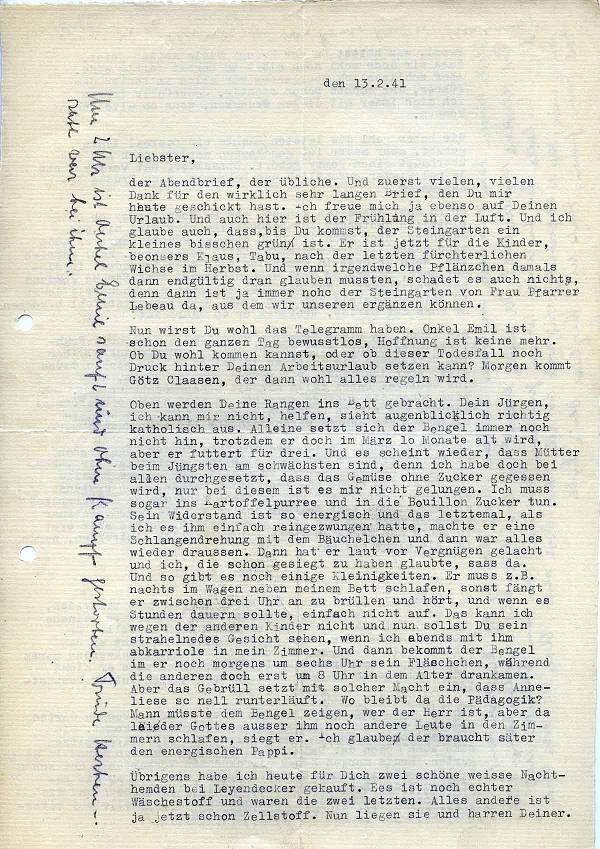 den 13.2.41
Liebster,
der Abendbrief, der übliche. Und zuerst vielen, vielen
Dank für den wirklich sehr langen Brief, den Du mir
hhute geschickt hast. Ich freue mich ja ebenso auf Deinen
Urlaub. Und auch hier ist der Frühling in der Luft. Und ich
glaube auch, dass,bis Du kommst, der Steingarten ein
kleines bisschen grün ist. Er ist jetzt für die Kinder,
beonsers Klaus, Tabu, nach der letzten fürchterlichen
Wichse im Herbst. Und wenn irgendwelche Pflänzchen damals
dann endgültig dran glauben mussten, schadet es auch nichts,
denn dann ist ja immer nohc der Steingarten von Frau Pfarrer
Lebeau da, aus dem wir unseren ergänzen können.
Nun wirst Du wohl das Telegramm haben. Onkel Emil ist
schon den ganzen Tag bewusstlos, Hoffnung ist keine mehr.
Ob Du wohl kommen kannst, oder ob dieser Todesfall noch
Druck hinter Deinen Arbeitsurlaub setzen kann? Morgen kommt
Götz Claasen, der dann wohl alles regeln wird.
Oben werden Deine Rangen ins Bett gebracht. Dein Jürgen,
ich kann mir nicht, helfen, sieht augenblicklich richtig
katholisch aus. Alleine setzt sich der Bengel immer noch
nicht hin, trotzdem er doch im März lo Monate alt wird,
aber er futtert für drei. Und es scheint wieder, dass Mütter
beim Jüngsten am schwächsten sind, denn ich habe doch bei
allen durchgesetzt, dass das Gemüse ohne Zucker gegessen
wird, nur bei diesem ist es mir nicht gelungen. Ich muss
sogar ins Kartoffelpurree und in die Bouillon Zucker tun.
Sein Widerstand ist so energisch und das letztemal, als
ich es ihm einfach reingezwungen hatte, machte er eine
Schlangendrehung mit dem Bäuchelchen und dann war alles
wieder draussen. Dann hat er laut vor Vergnügen gelacht
und ich, die schon gesiegt zu haben glaubte, sass da.
Und so gibt es noch einige Kleinigkeiten. Er muss z.B.
nachts im Wagen neben meinem Bett schlafen, sonst fängt
er zwischen drei Uhr an zu brüllen und hört, und wenn es
Stunden dauern sollte, einfach nicht auf. Das kann ich
wegen der anderen Kinder nicht und nun sollst Du sein
strahelnedes Gesicht sehen, wenn ich abends mit ihm
abkarriole in mein Zimmer. Und dann bekommt der Bengel
im er noch morgens um sechs Uhr sein Fläschchen, während
die anderen doch erst um 8 Uhr in dem Alter drankamen.
Aber das Gebrüll setzt mit solcher Macht ein, dass Anne-
liese sc nell runterläuft. Wo bleibt da die Pädagogik?
Mann müsste dem Bengel zeigen, wer der Herr ist, aber da
leider Gottes ausser ihm noch andere Leute in den Zim-
mern schlafen, siegt er. Ich glaube der braucht säter
den energischen Pappi.
Übrigens habe ich heute für Dich zwei schöne weisse Nacht-
hemden bei Leyendecker gekauft. Ees ist noch echter
Wäschestoff und waren die zwei letzten. Alles andere ist
ja jetzt schon Zellstoff. Nun liegen sie und harren Deiner.
Um 2 Uhr ist Onkel Emil sanft und ohne Kampf gestorben.
bei ihm.